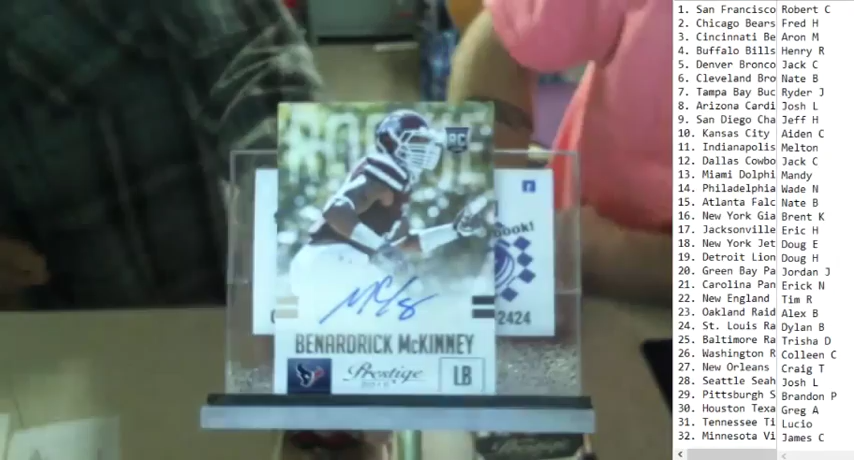 ROOKIE
RC
ook!
2424
BENARDRICK McKINNEY
Prestige
LB
1. San Francisco Robert C
2. Chicago Bears Fred H
3. Cincinnati Be Aron M
4. Buffalo Bills Henry R
5. Denver Bronco Jack C
6. Cleveland Bro Nate B
7. Tampa Bay Buc Ryder J
8. Arizona Cardi Josh L
9. San Diego Cha Jeff H
10. Kansas City Aiden C
11. Indianapolis Melton
12. Dallas Cowbo Jack C
13. Miami Dolphi Mandy
14. Philadelphia Wade N
15. Atlanta Falc Nate B
16. New York Gia Brent K
17. Jacksonville Eric H
18. New York Jet Doug E
19. Detroit Lion Doug H
20. Green Bay Pa Jordan J
21. Carolina Pan Erick N
22. New England Tim R
23. Oakland Raid Alex B
24. St. Louis Ra Dylan B
25. Baltimore Ra Trisha D
26. Washington R Colleen C
27. New Orleans Craig T
28. Seattle Seah Josh L
29. Pittsburgh S Brandon P
30. Houston Texa Greg A
31. Tennessee Ti Lucio
32. Minnesota Vi James C